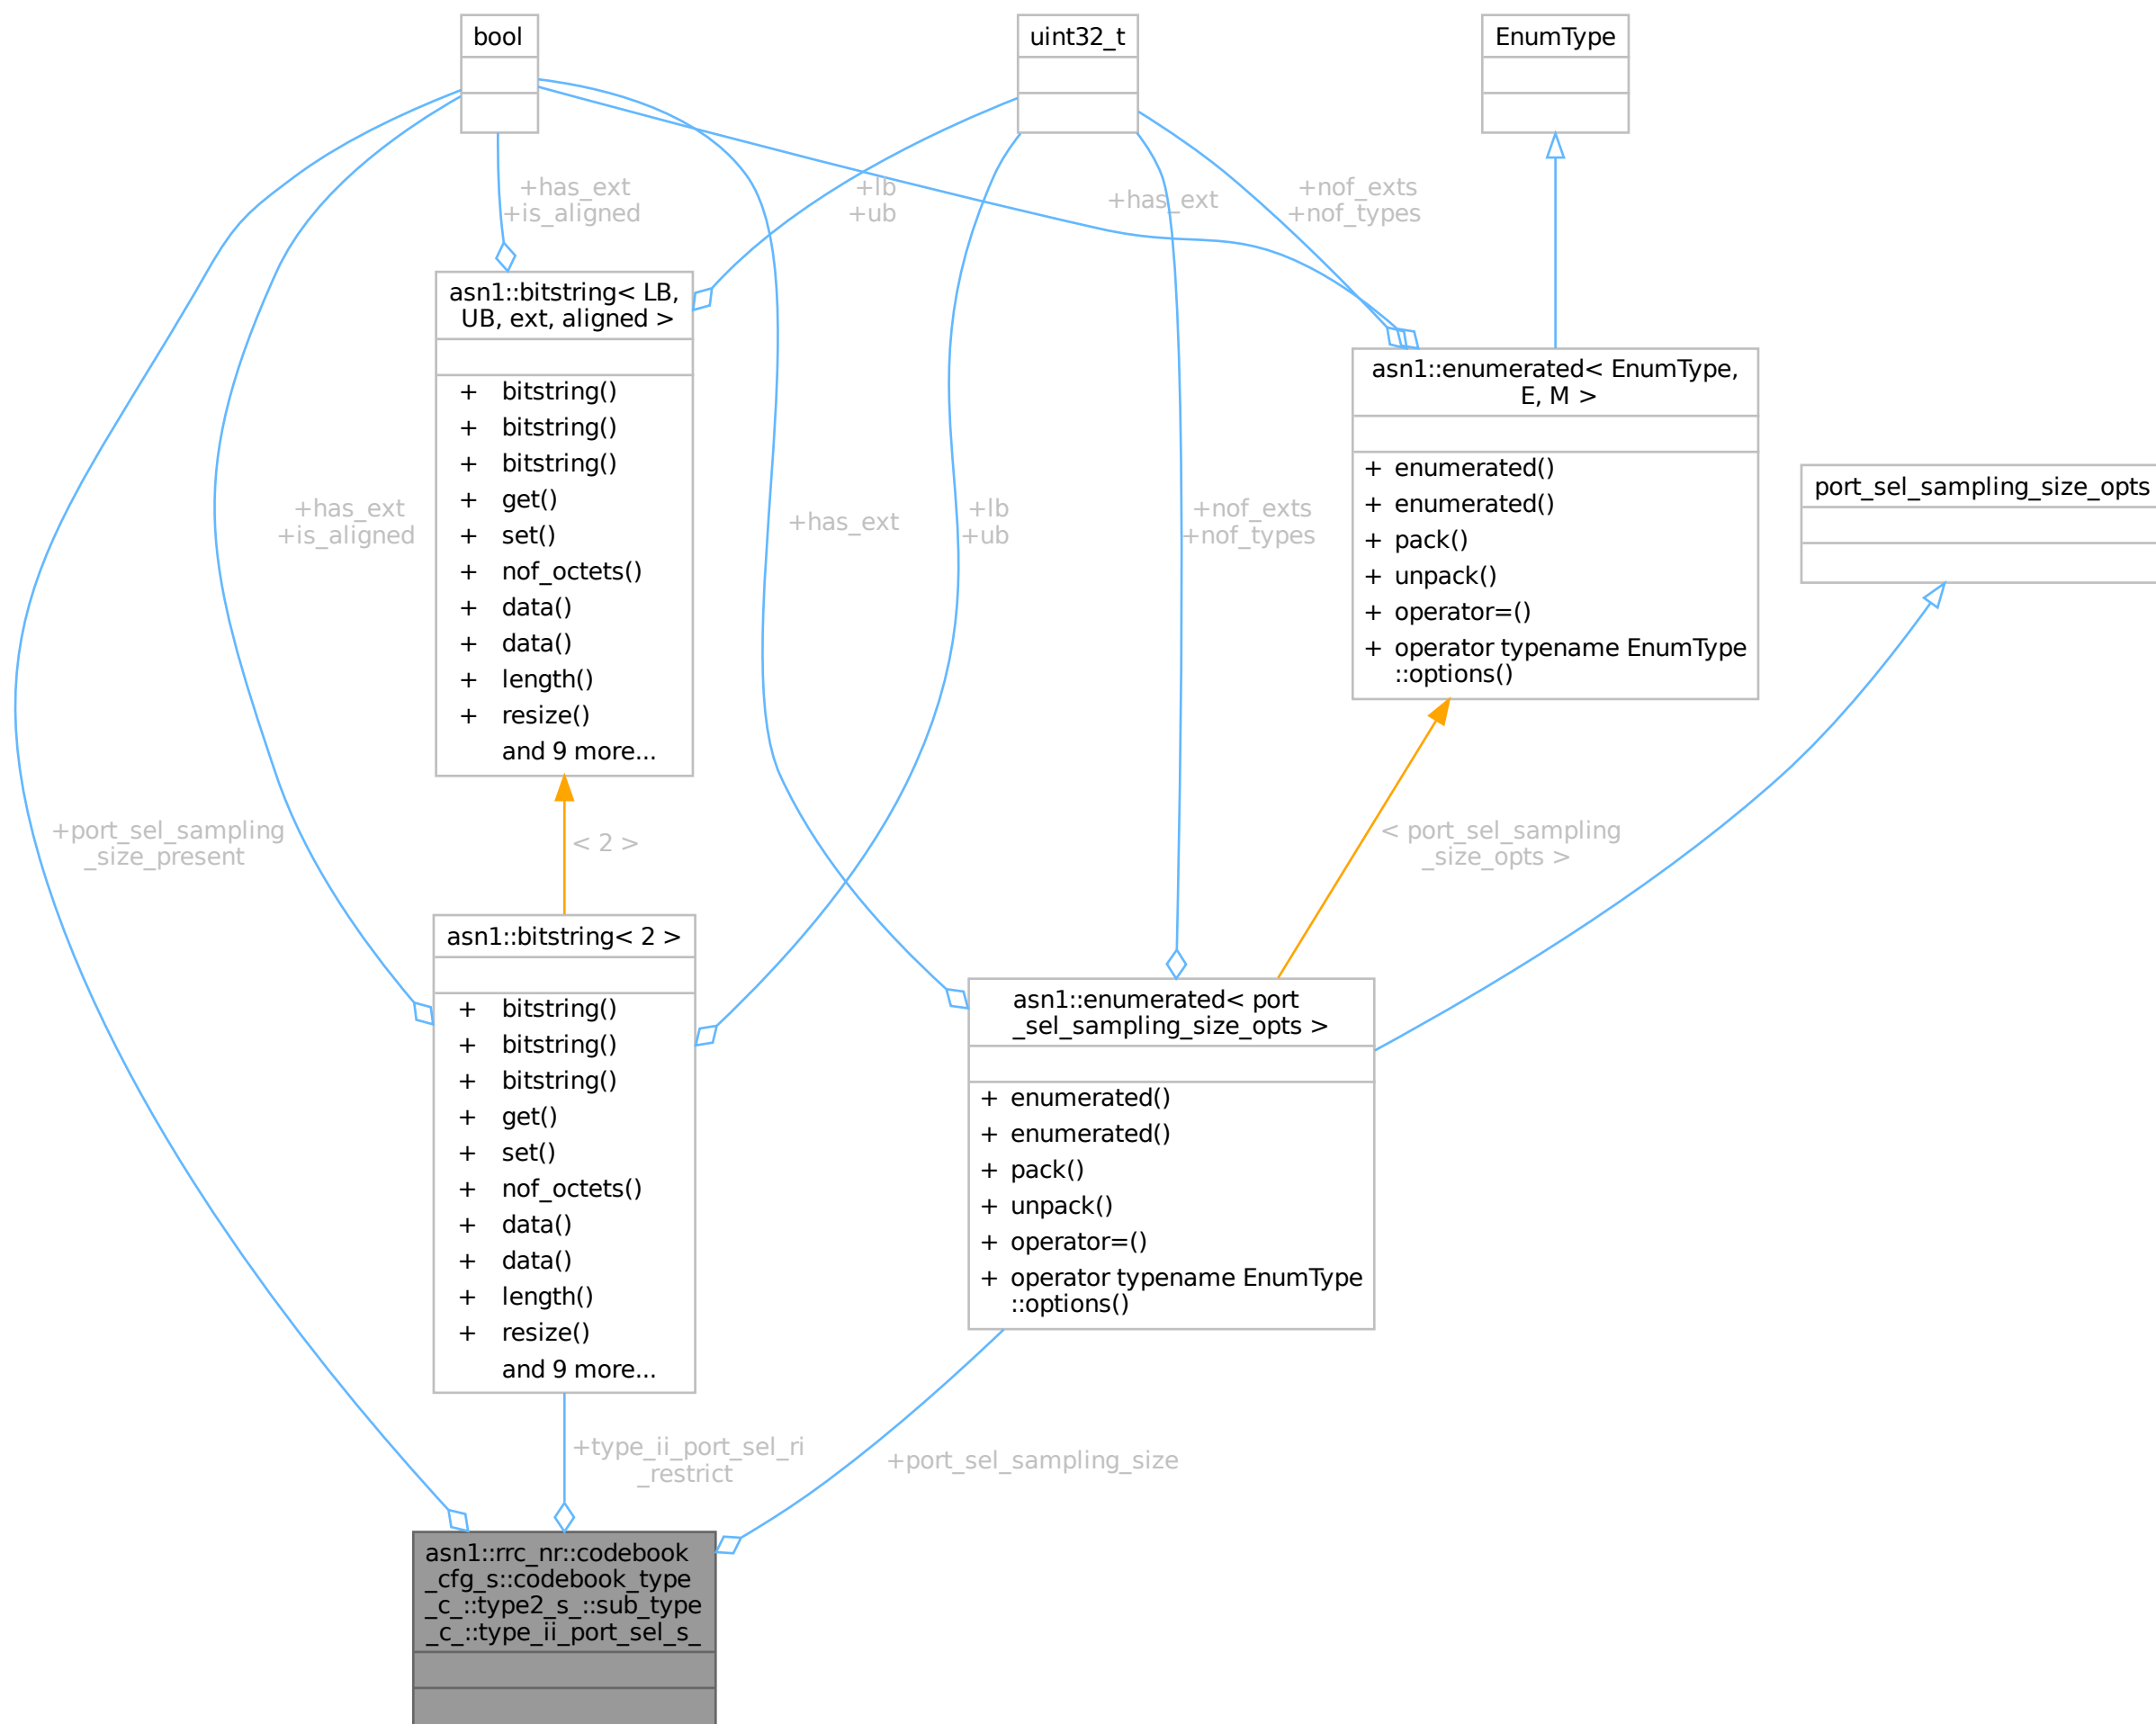 bool
uint32_t
EnumType
+has_ext
+is_aligned
+lb
+ub
+has_ext
+nof_exts
+nof_types
asn1::bitstring< LB,
UB, ext, aligned >
+ bitstring()
+ bitstring()
+ bitstring()
+ get()
+ set()
+ nof_octets()
+ data()
+ data()
+ length()
+ resize()
and 9 more...
asn1::enumerated< EnumType,
E, M >
+ enumerated()
+ enumerated()
+ pack()
+ unpack()
+ operator=()
+ operator typename EnumType
::options()
port_sel_sampling_size_opts
+has_ext
+is_aligned
+has_ext
+lb
+ub
+nof_exts
+nof_types
+port_sel_sampling
_size_present
< 2 >
< port_sel_sampling
_size_opts >
asn1::bitstring< 2 >
+ bitstring()
+ bitstring()
+ bitstring()
+ get()
+ set()
+ nof_octets()
+ data()
+ data()
+ length()
+ resize()
and 9 more...
asn1::enumerated< port
_sel_sampling_size_opts >
+ enumerated()
+ enumerated()
+ pack()
+ unpack()
+ operator=()
+ operator typename EnumType
::options()
+type_ii_port_sel_ri
_restrict
+port_sel_sampling_size
asn1::rrc_nr::codebook
_cfg_s::codebook_type
_c_::type2_s_::sub_type
_c_::type_ii_port_sel_s_